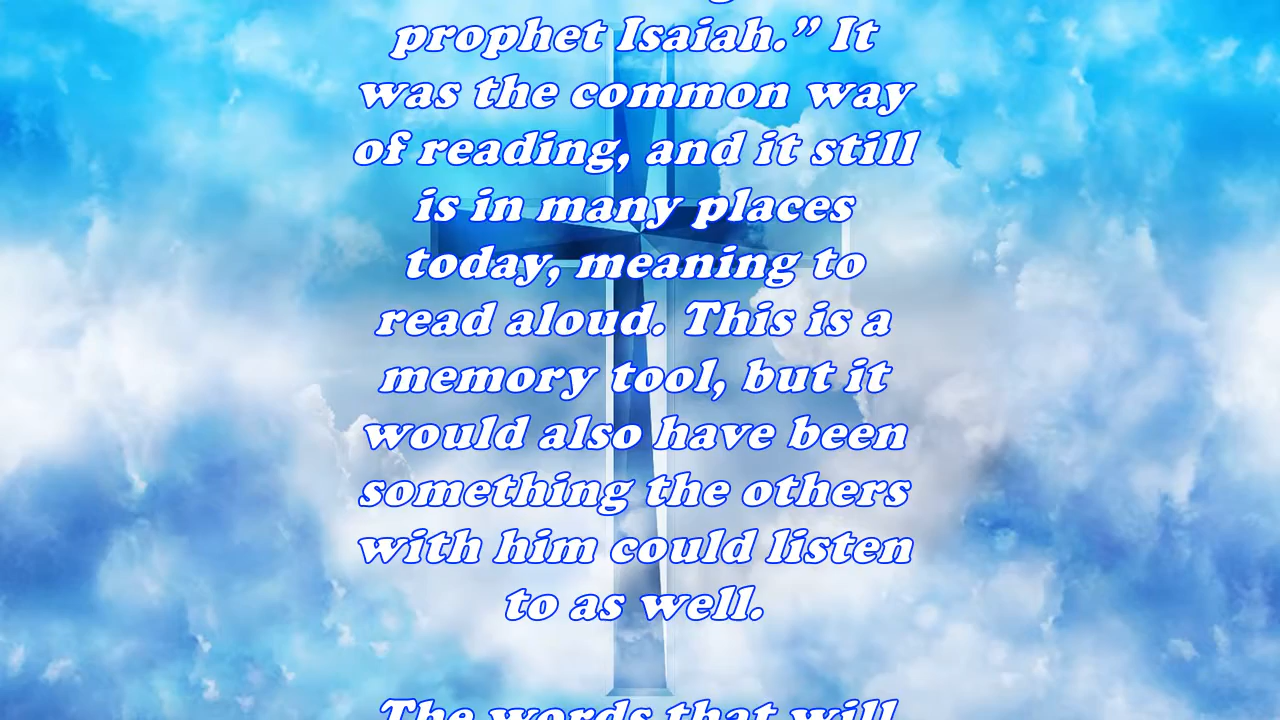 prophet Isaiah.” It
was the common way
of reading, and it still
is in many places
today, meaning to
read aloud. This is a
memory tool, but it
would also have been
something the others
with him could listen
to as well.
The words that will